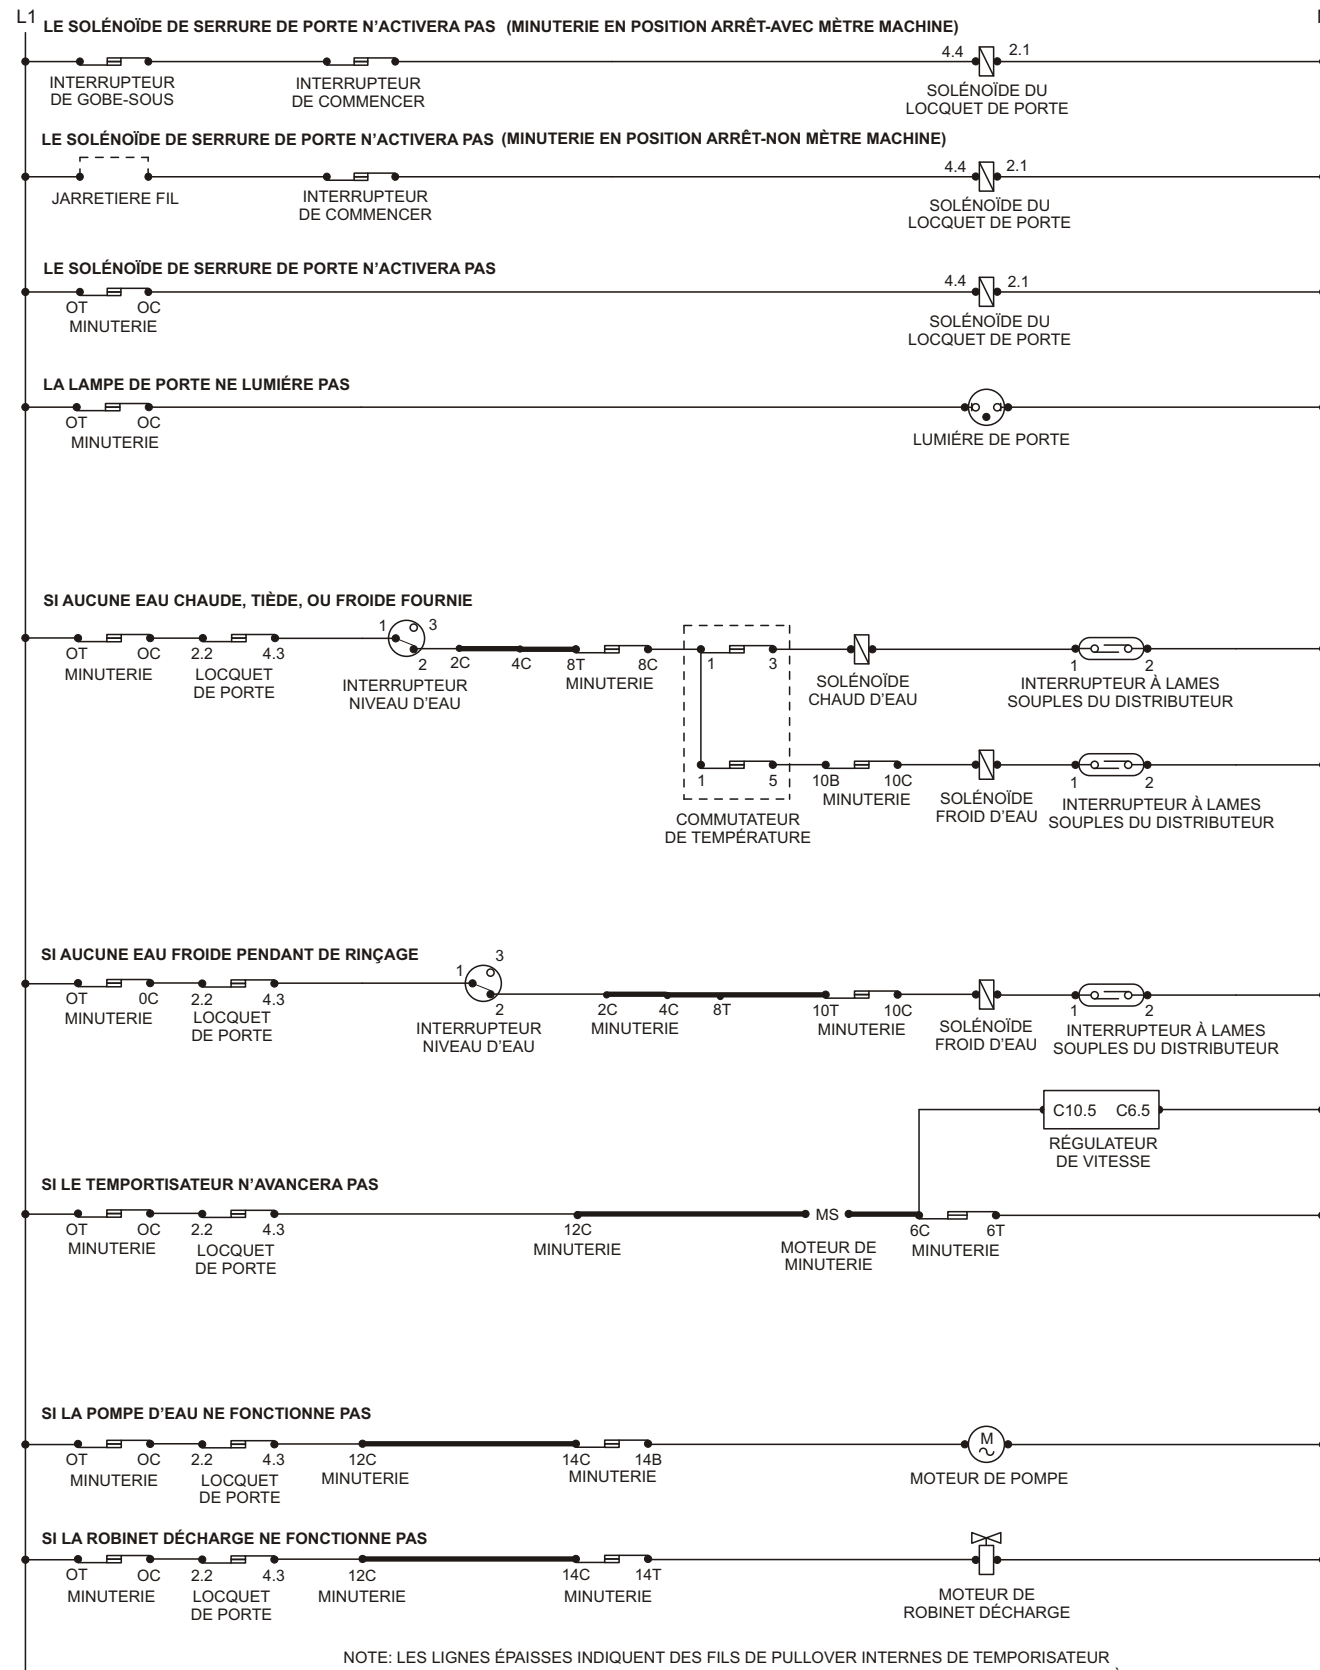 L1
LE SOLÉNOÏDE DE SERRURE DE PORTE N'ACTIVERA PAS (MINUTERIE EN POSITION ARRÊT-AVEC MÈTRE MACHINE)
4.4 2.1
INTERRUPTEUR
DE GOBE-SOUS
INTERRUPTEUR
DE COMMENCER
SOLÉNOÏDE DU
LOCQUET DE PORTE
LE SOLÉNOÏDE DE SERRURE DE PORTE N'ACTIVERA PAS (MINUTERIE EN POSITION ARRÊT-NON MÈTRE MACHINE)
4.4 2.1
JARRETIERE FIL
INTERRUPTEUR
DE COMMENCER
SOLÉNOÏDE DU
LOCQUET DE PORTE
LE SOLÉNOÏDE DE SERRURE DE PORTE N'ACTIVERA PAS
4.4 2.1
OT OC
MINUTERIE
SOLÉNOÏDE DU
LOCQUET DE PORTE
LA LAMPE DE PORTE NE LUMIÉRE PAS
OT OC
MINUTERIE
LUMIÉRE DE PORTE
SI AUCUNE EAU CHAUDE, TIÈDE, OU FROIDE FOURNIE
1 3
OT OC 2.2 4.3 2 2C 4C 8T 8C 1 3 1 2
MINUTERIE
LOCQUET
DE PORTE
INTERRUPTEUR
NIVEAU D'EAU
MINUTERIE
SOLÉNOÏDE
CHAUD D'EAU
INTERRUPTEUR À LAMES
SOUPLES DU DISTRIBUTEUR
1 5 10B 10C 1 2
MINUTERIE
SOLÉNOÏDE
FROID D'EAU
INTERRUPTEUR À LAMES
SOUPLES DU DISTRIBUTEUR
COMMUTATEUR
DE TEMPÉRATURE
SI AUCUNE EAU FROIDE PENDANT DE RINÇAGE
1 3
OT 0C 2.2 4.3 2 2C 4C 8T 10T 10C 1 2
MINUTERIE
LOCQUET
DE PORTE
INTERRUPTEUR
NIVEAU D'EAU
MINUTERIE
MINUTERIE
SOLÉNOÏDE
FROID D'EAU
INTERRUPTEUR À LAMES
SOUPLES DU DISTRIBUTEUR
C10.5 C6.5
RÉGULATEUR
DE VITESSE
SI LE TEMPORTISATEUR N'AVANCERA PAS
OT OC 2.2 4.3 12C MS 6C 6T
MINUTERIE
LOCQUET
DE PORTE
MINUTERIE
MOTEUR DE
MINUTERIE
MINUTERIE
SI LA POMPE D'EAU NE FONCTIONNE PAS
M
OT OC 2.2 4.3 12C 14C 14B
MINUTERIE
LOCQUET
DE PORTE
MINUTERIE
MINUTERIE
MOTEUR DE POMPE
SI LA ROBINET DÉCHARGE NE FONCTIONNE PAS
OT OC 2.2 4.3 12C 14C 14T
MINUTERIE
LOCQUET
DE PORTE
MINUTERIE
MINUTERIE
MOTEUR DE
ROBINET DÉCHARGE
NOTE: LES LIGNES ÉPAISSES INDIQUENT DES FILS DE PULLOVER INTERNES DE TEMPORISATEUR